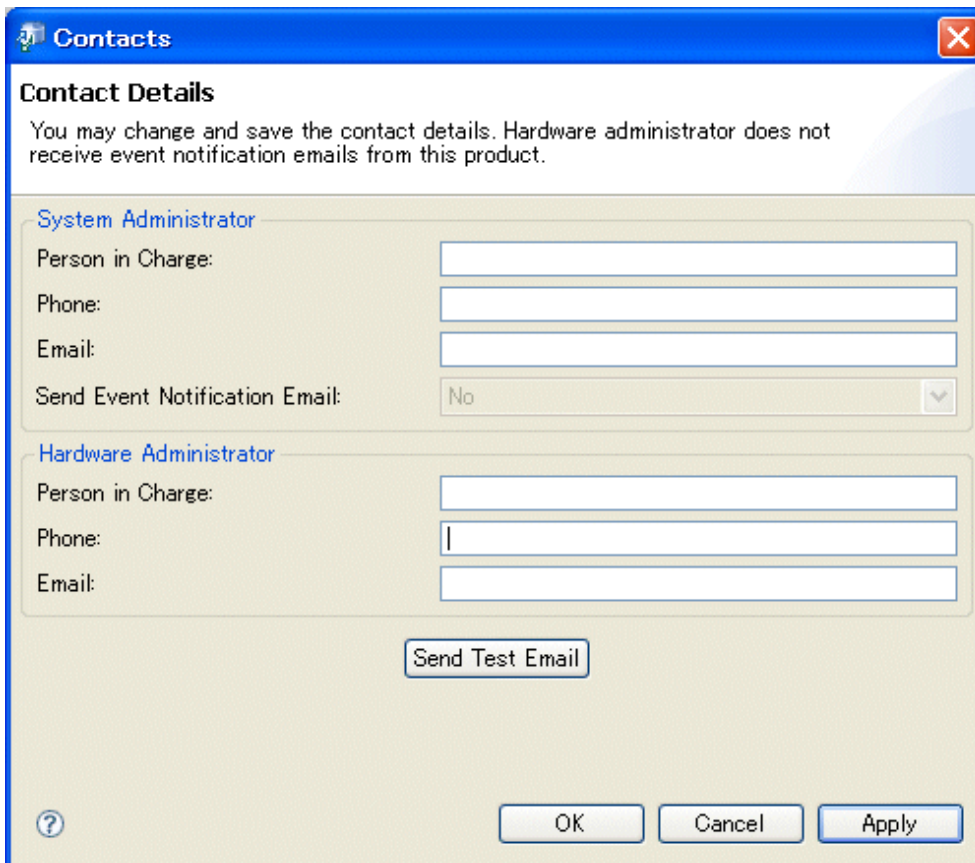 Contacts
Contact Details
You may change and save the contact details. Hardware administrator does not
receive event notification emails from this product.
System Administrator
Person in Charge:
Phone:
Email:
Send Event Notification Email: No
Hardware Administrator
Person in Charge:
Phone:
Email:
Send Test Email
? OK Cancel Apply